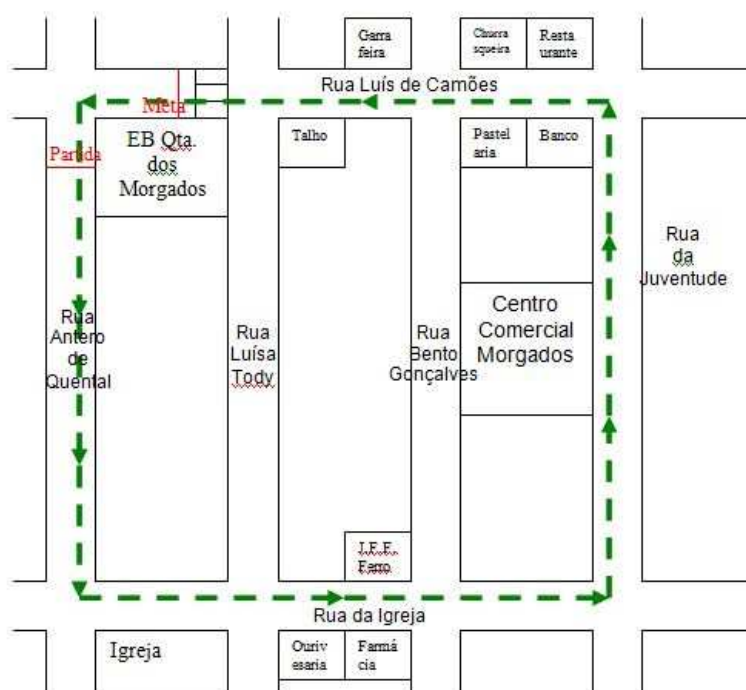 Garra
feira
Churra
squeira
Resta
urante
Rua Luís de Camões
Meta
Partida
EB Qta.
dos
Morgados
Talho
Pastel
aria
Banco
Rua
da
Juventude
Rua
Antero
de
Quental
Rua
Luísa
Tody
Rua
Bento
Gonçalves
Centro
Comercial
Morgados
J.F.F.
Ferro
Rua da Igreja
Igreja
Ouriv
esaria
Farmá
cia